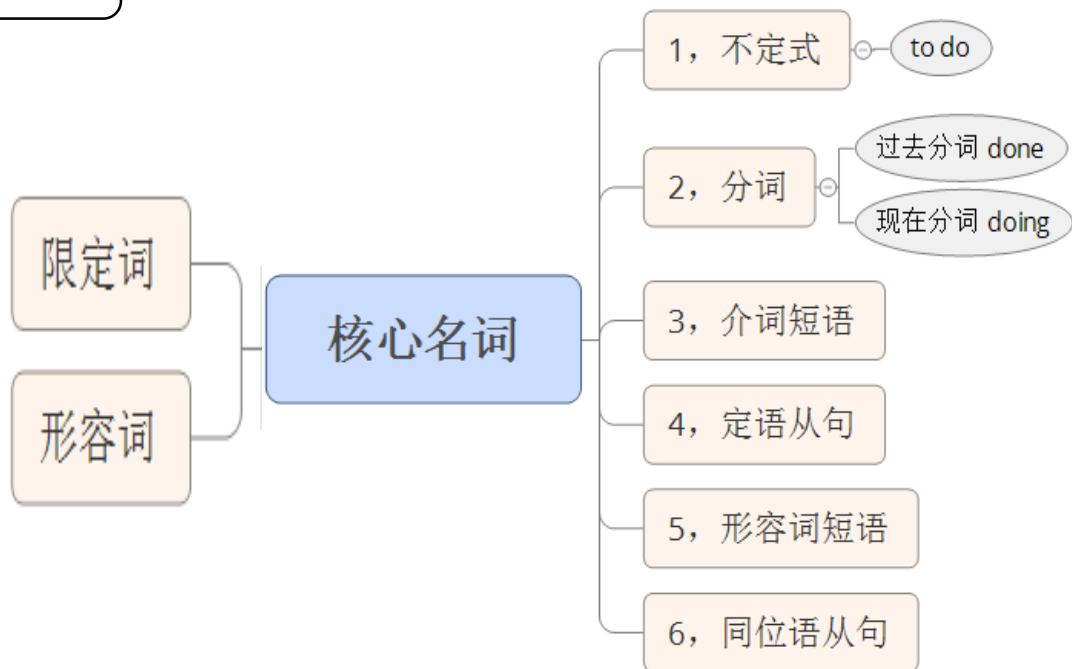 限定词
形容词
核心名词
1，不定式
to do
2，分词
过去分词 done
现在分词 doing
3，介词短语
4，定语从句
5，形容词短语
6，同位语从句